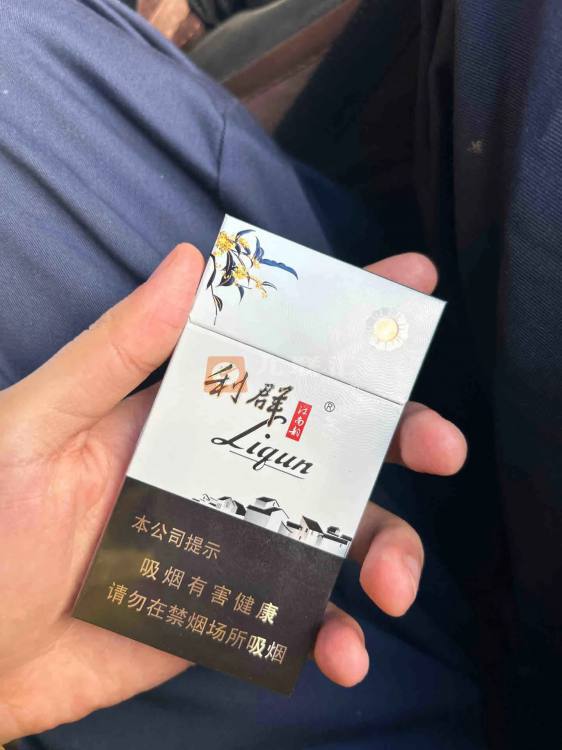 利群
江南韵
®
Liqun
本公司提示
吸烟有害健康
请勿在禁烟场所吸烟